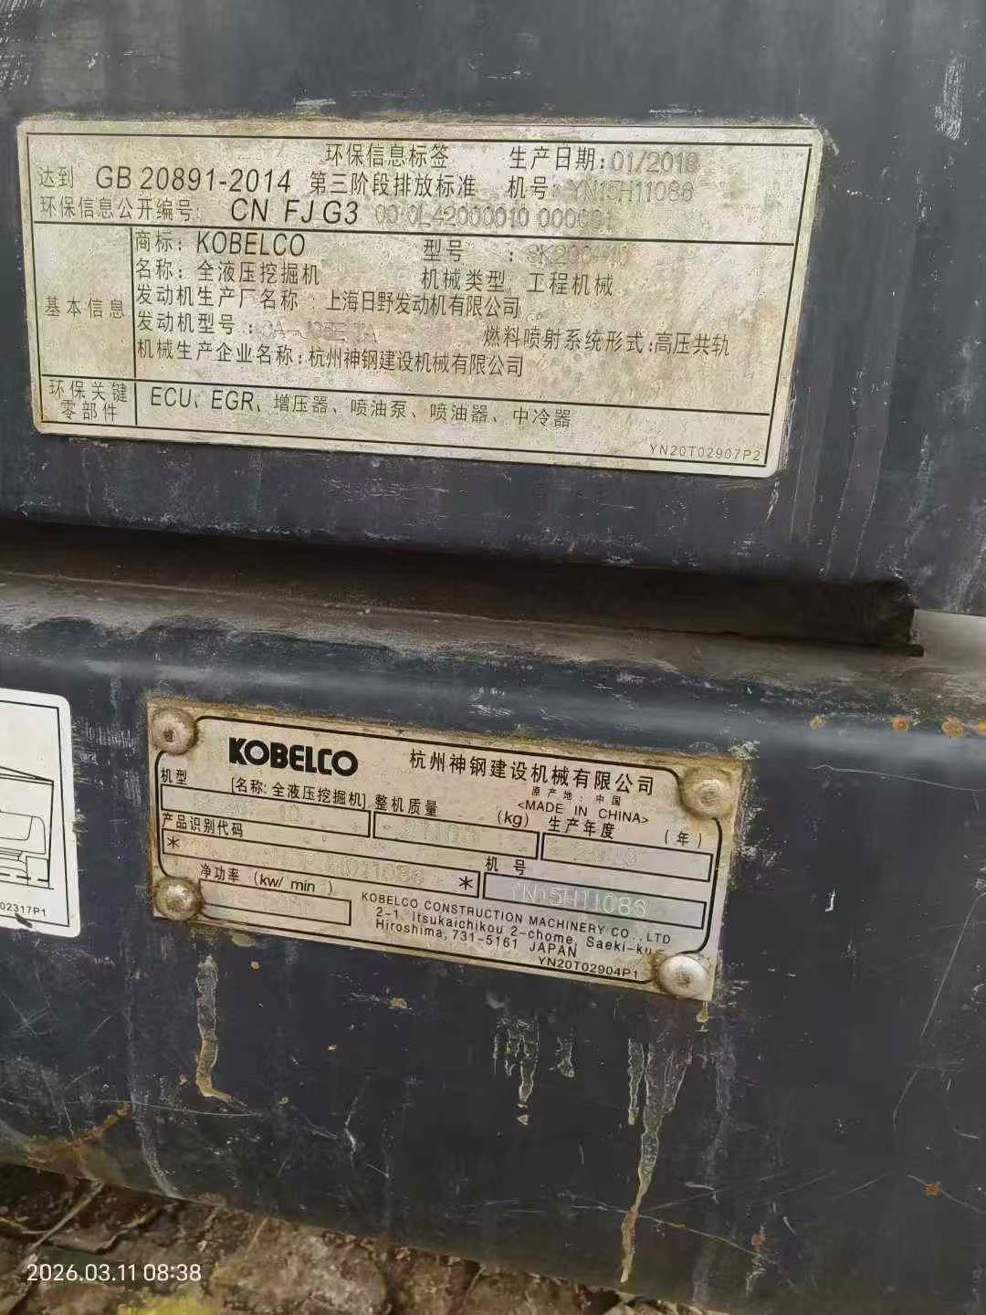 环保信息标签
生产日期:01/2018
达到 GB 20891-2014 第三阶段排放标准
机号: YN15H11086
环保信息公开编号: CN FJ G3
基本信息
商标: KOBELCO
型号 :
名称: 全液压挖掘机
机械类型 工程机械
发动机生产厂名称 上海日野发动机有限公司
发动机型号 :
燃料喷射系统形式:高压共轨
机械生产企业名称: 杭州神钢建设机械有限公司
环保关键
零部件
ECU、EGR、增压器、喷油泵、喷油器、中冷器
YN20T02907P2
KOBELCO
杭州神钢建设机械有限公司
原产地: 中国
<MADE IN CHINA>
机型
[名称: 全液压挖掘机]
整机质量 (kg)
生产年度 (年)
产品识别代码
* *
机号
YN15H11086
净功率 (kw/ min )
KOBELCO CONSTRUCTION MACHINERY CO.,LTD
2-1, Itsukaichikou 2-chome, Saeki-ku
Hiroshima, 731-5161 JAPAN
YN20T02904P1
02317P1
2026.03.11 08:38